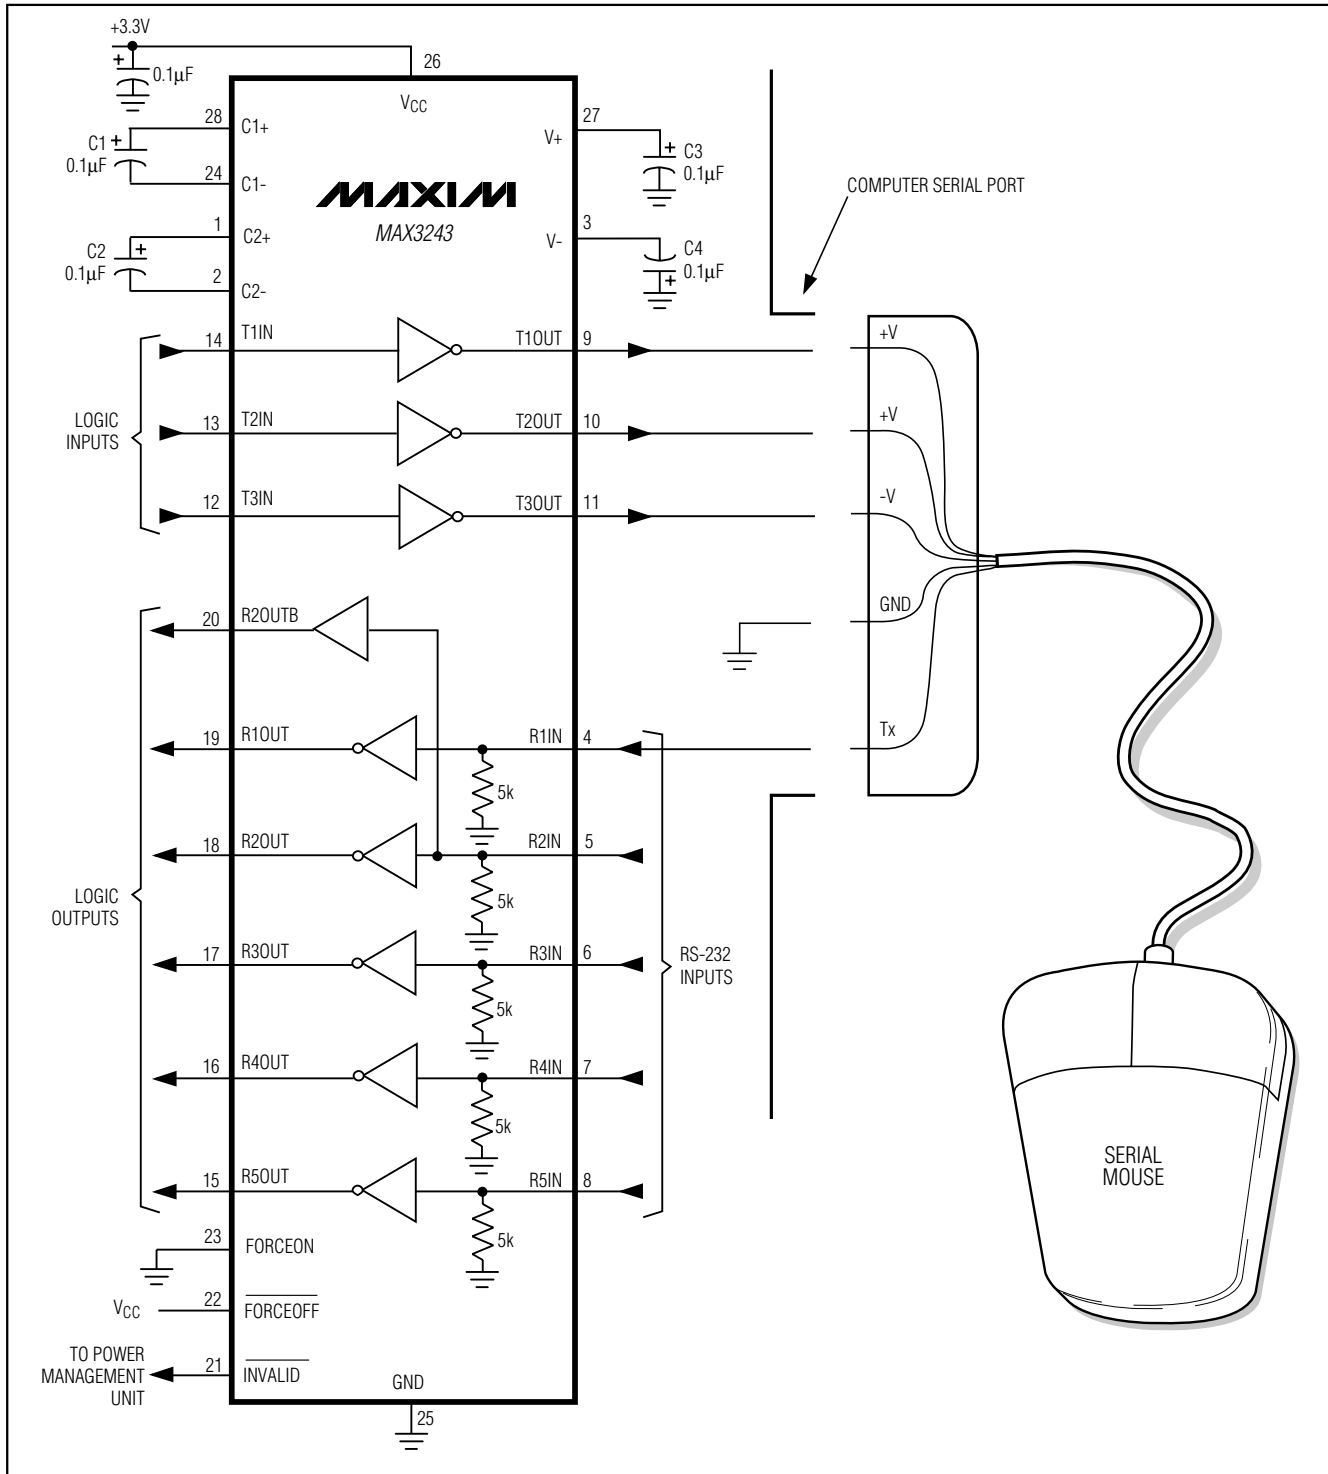 +3.3V
0.1µF
26
VCC
28
C1+
C1
0.1µF
24
C1-
1
C2+
C2
0.1µF
2
C2-
MAXIM
MAX3243
27
V+
C3
0.1µF
3
V-
C4
0.1µF
COMPUTER SERIAL PORT
LOGIC
INPUTS
14
T1IN
T1OUT
9
+V
13
T2IN
T2OUT
10
+V
12
T3IN
T3OUT
11
-V
20
R2OUTB
GND
19
R1OUT
R1IN
4
Tx
5k
18
R2OUT
R2IN
5
5k
LOGIC
OUTPUTS
17
R3OUT
R3IN
6
5k
RS-232
INPUTS
16
R4OUT
R4IN
7
5k
15
R5OUT
R5IN
8
5k
23
FORCEON
VCC
22
FORCEOFF
TO POWER
MANAGEMENT
UNIT
21
INVALID
GND
25
SERIAL
MOUSE